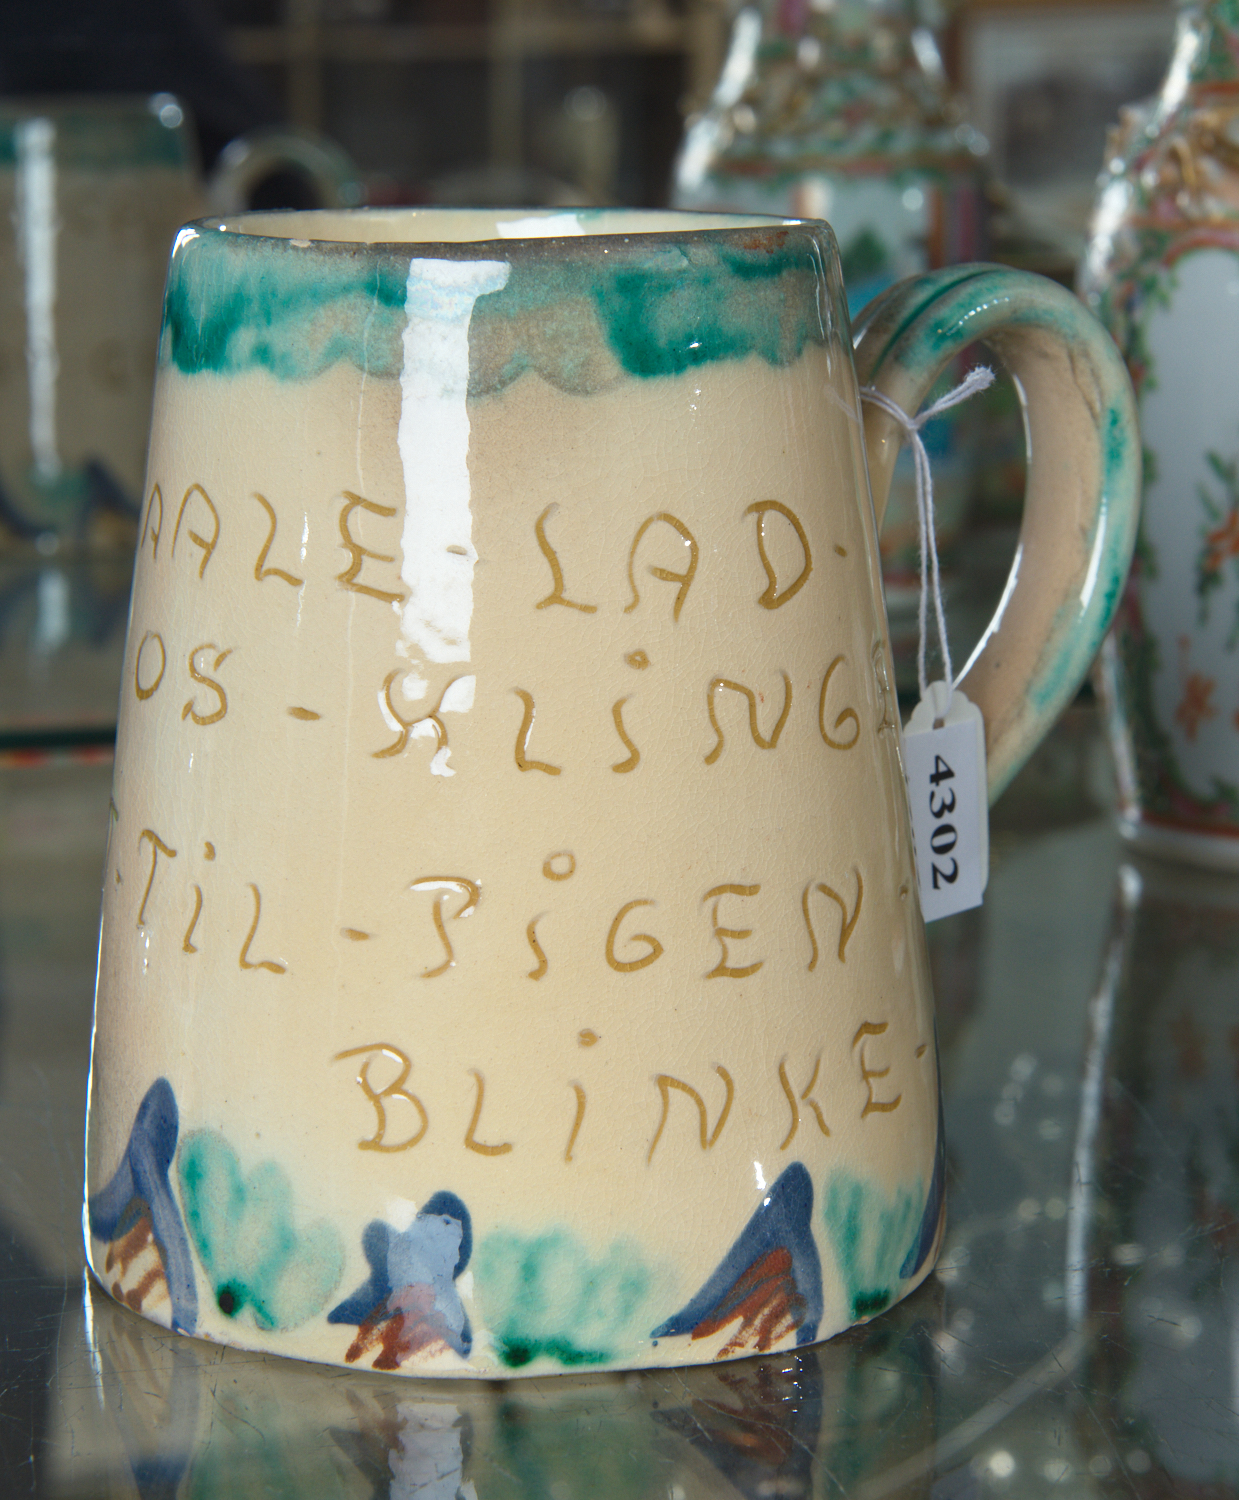 AALE - LAD -
OS - KLiNGE
- TiL - PiGEN -
BLiNKE -
4302